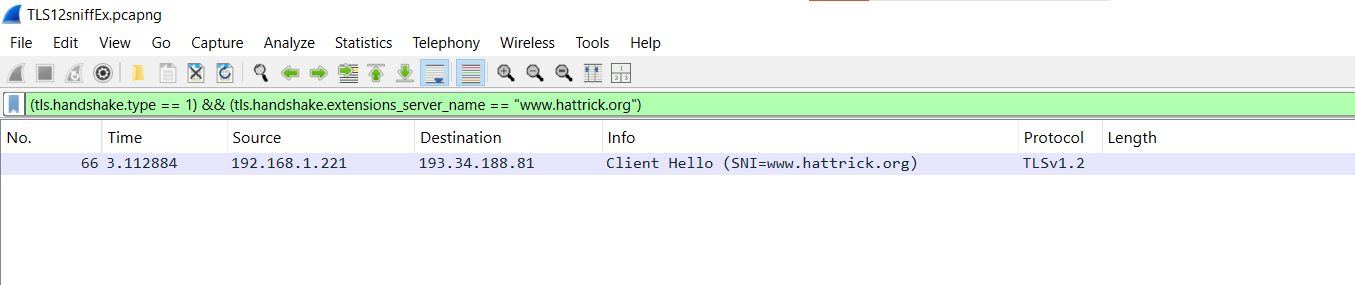 TLS12sniffEx.pcapng
File Edit View Go Capture Analyze Statistics Telephony Wireless Tools Help
(tls.handshake.type == 1) && (tls.handshake.extensions_server_name == "www.hattrick.org")
No. Time Source Destination Info Protocol Length
66 3.112884 192.168.1.221 193.34.188.81 Client Hello (SNI=www.hattrick.org) TLSv1.2